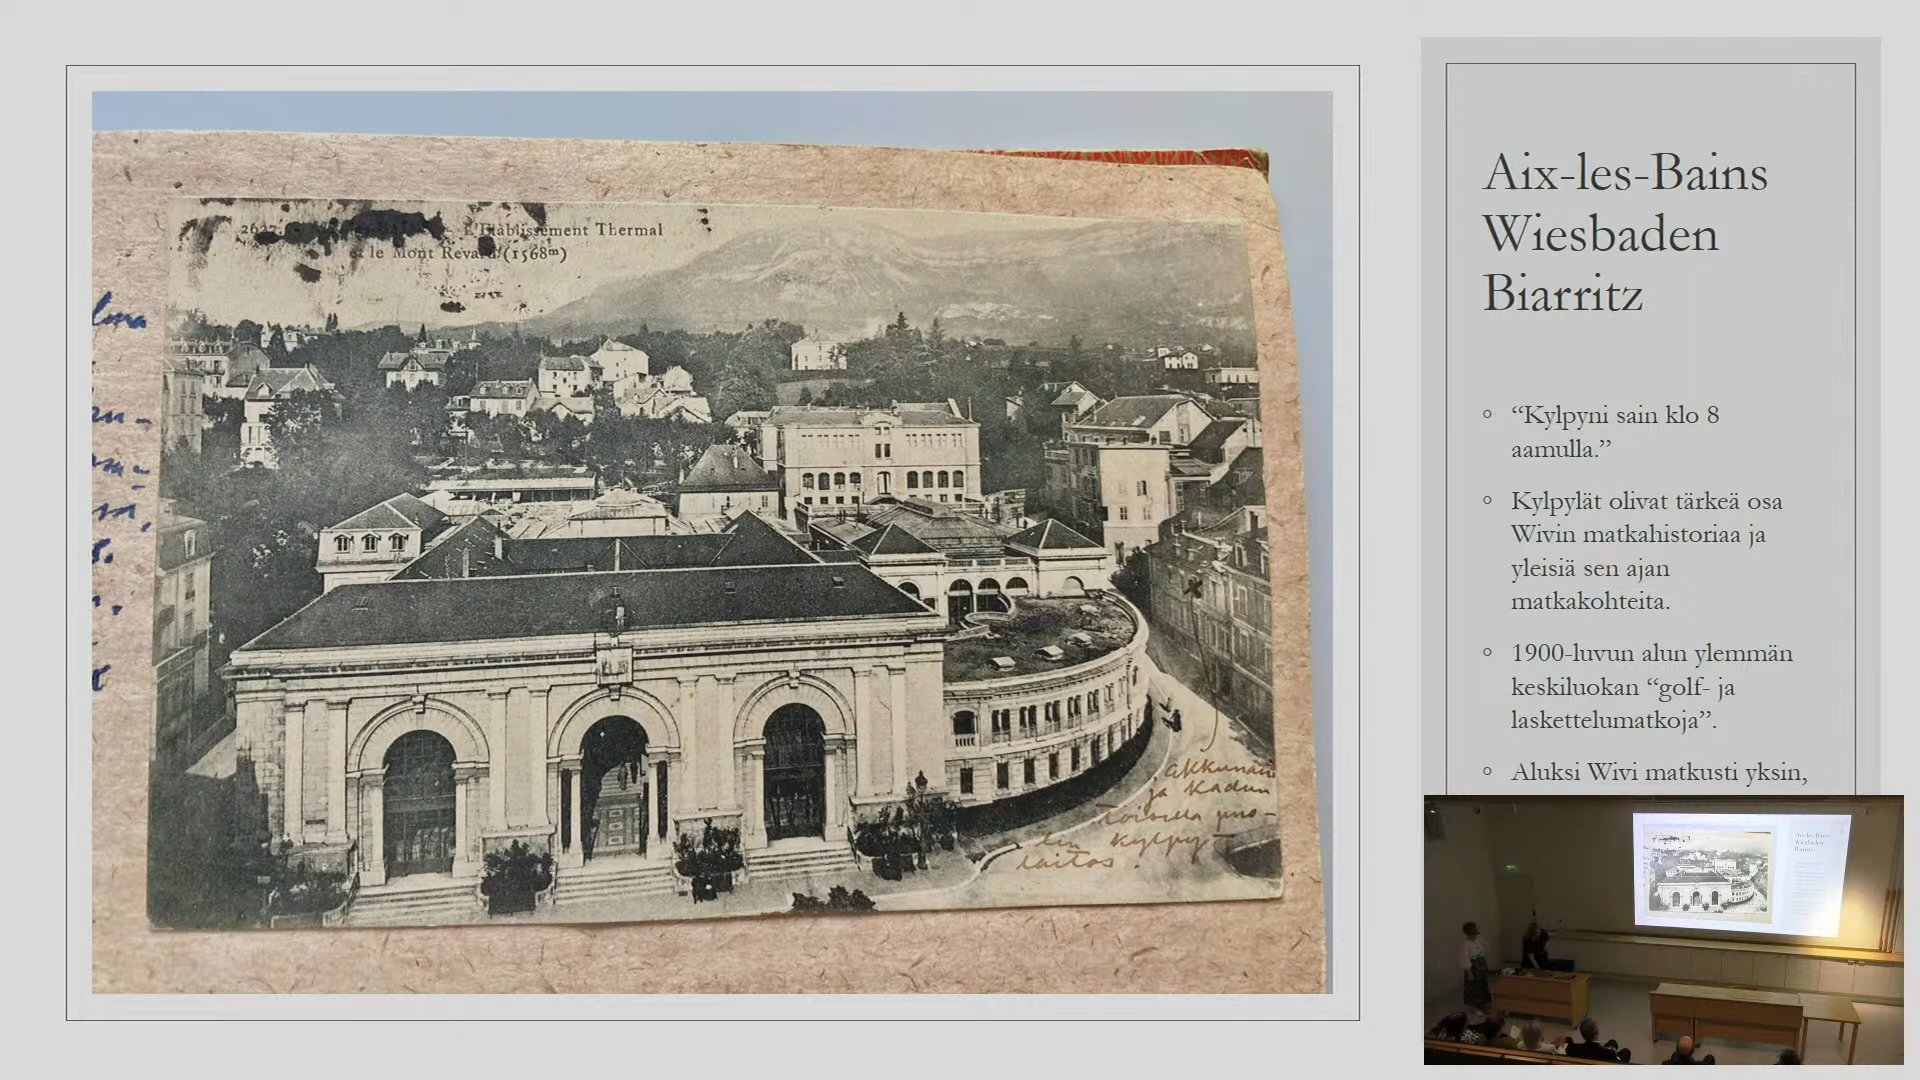 L'Etablissement Thermal
et le Mont Revard (1568m)
akkunan
ja Kadun
toisella puo-
len kylpy-
laitos.
Aix-les-Bains
Wiesbaden
Biarritz
“Kylpyni sain klo 8
aamulla.”
Kylpylät olivat tärkeä osa
Wivin matkahistoriaa ja
yleisiä sen ajan
matkakohteita.
1900-luvun alun ylemmän
keskiluokan “golf- ja
laskettelumatkoja”.
Aluksi Wivi matkusti yksin,